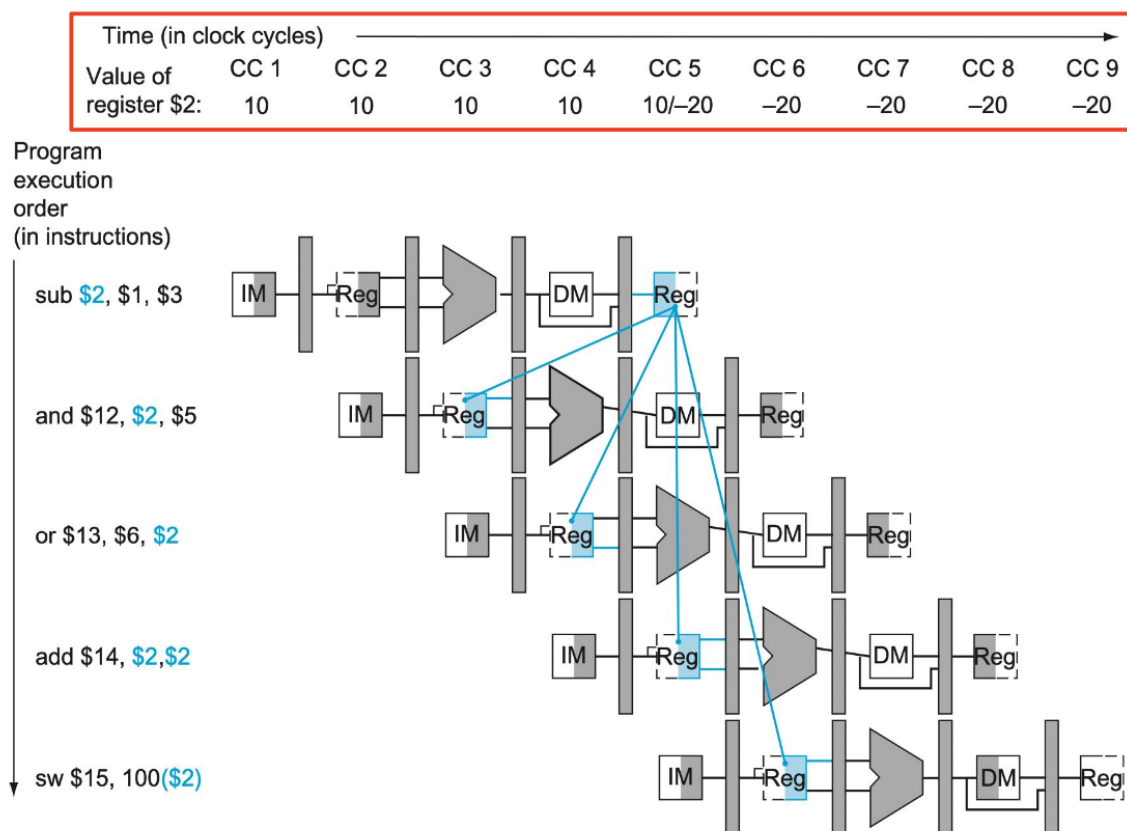 Time (in clock cycles)
Value of register $2:
CC 1 CC 2 CC 3 CC 4 CC 5 CC 6 CC 7 CC 8 CC 9
10 10 10 10 10/–20 –20 –20 –20 –20
Program
execution
order
(in instructions)
sub $2, $1, $3
IM Reg DM Reg
and $12, $2, $5
IM Reg DM Reg
or $13, $6, $2
IM Reg DM Reg
add $14, $2,$2
IM Reg DM Reg
sw $15, 100($2)
IM Reg DM Reg